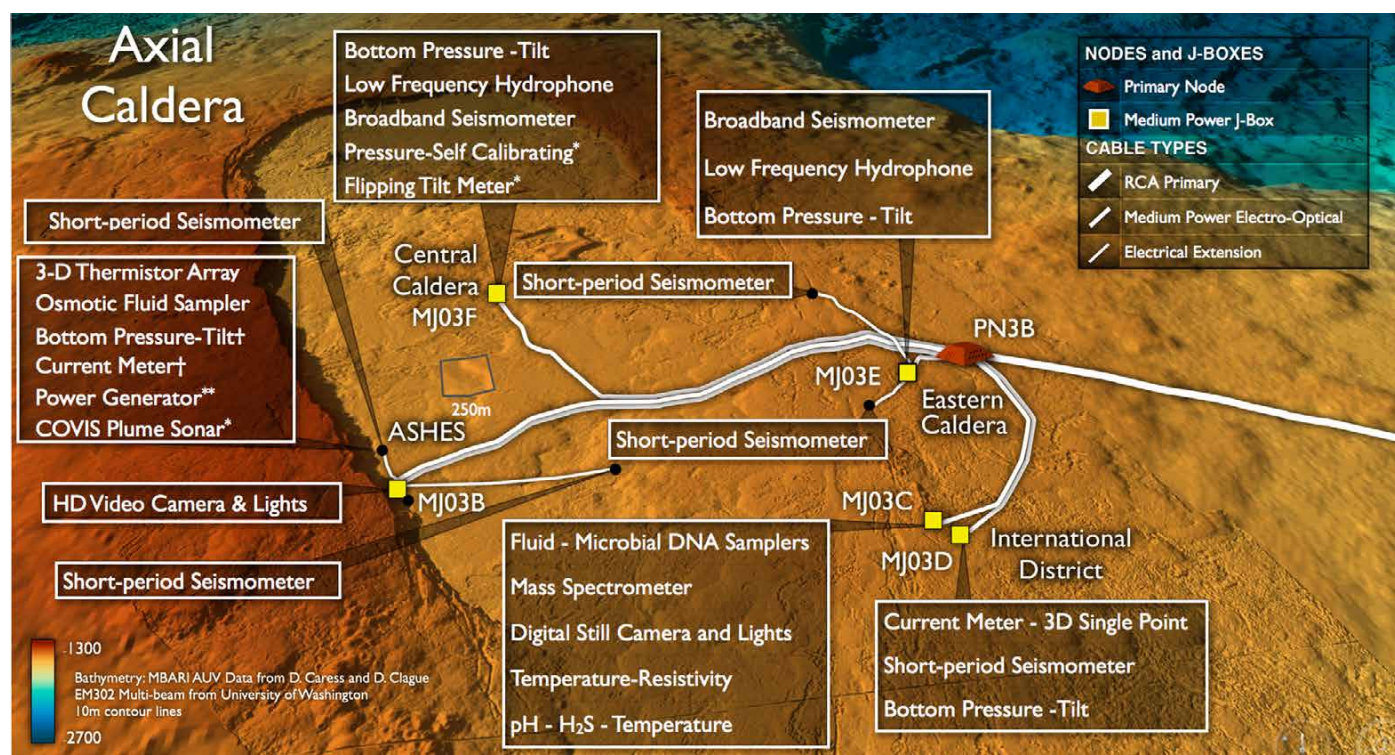 Axial
Caldera
Bottom Pressure -Tilt
Low Frequency Hydrophone
Broadband Seismometer
Pressure-Self Calibrating*
Flipping Tilt Meter*
Broadband Seismometer
Low Frequency Hydrophone
Bottom Pressure - Tilt
NODES and J-BOXES
Primary Node
Medium Power J-Box
CABLE TYPES
RCA Primary
Medium Power Electro-Optical
Electrical Extension
Short-period Seismometer
3-D Thermistor Array
Osmotic Fluid Sampler
Bottom Pressure-Tilt†
Current Meter†
Power Generator**
COVIS Plume Sonar*
Central
Caldera
MJ03F
Short-period Seismometer
PN3B
MJ03E
Eastern
Caldera
250m
ASHES
Short-period Seismometer
HD Video Camera & Lights
MJ03B
MJ03C
MJ03D
International
District
Short-period Seismometer
Fluid - Microbial DNA Samplers
Mass Spectrometer
Digital Still Camera and Lights
Temperature-Resistivity
pH - H₂S - Temperature
Current Meter - 3D Single Point
Short-period Seismometer
Bottom Pressure -Tilt
1300
Bathymetry: MBARI AUV Data from D. Caress and D. Clague
EM302 Multi-beam from University of Washington
10m contour lines
2700